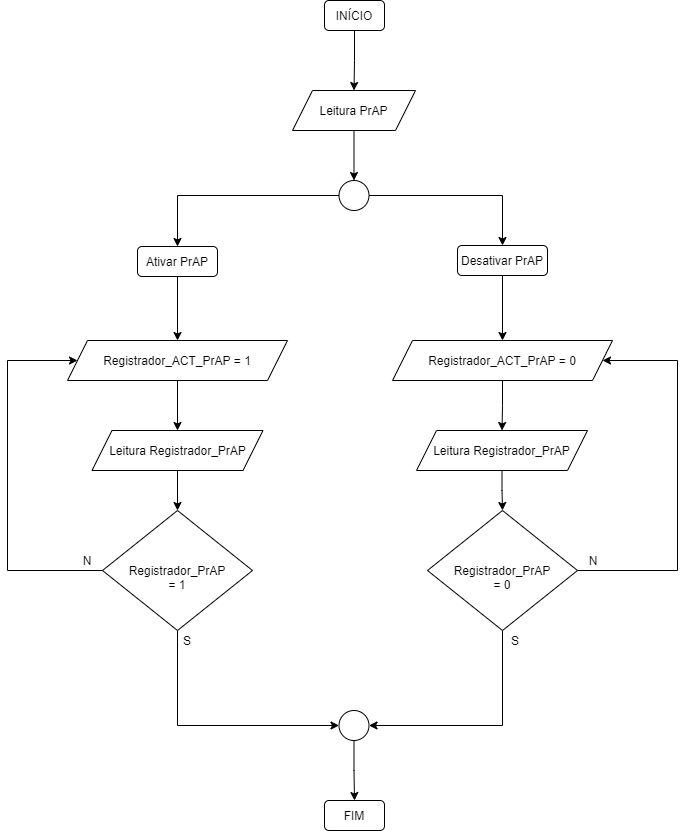 INÍCIO
Leitura PrAP
Ativar PrAP
Desativar PrAP
Registrador_ACT_PrAP = 1
Registrador_ACT_PrAP = 0
Leitura Registrador_PrAP
Leitura Registrador_PrAP
N
Registrador_PrAP
= 1
Registrador_PrAP
= 0
N
S
S
FIM